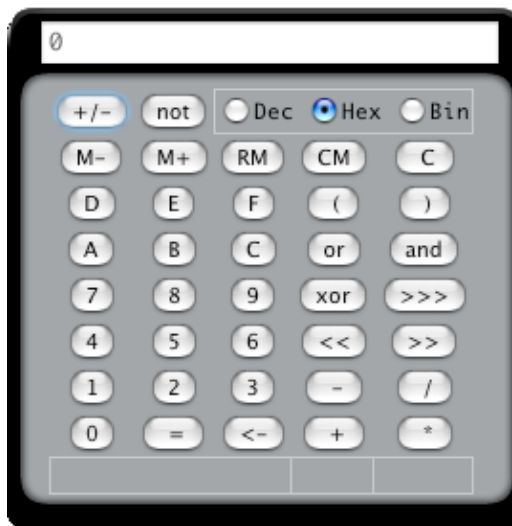 0
+/- not Dec Hex Bin
M- M+ RM CM C
D E F ( )
A B C or and
7 8 9 xor >>>
4 5 6 << >>
1 2 3 - /
0 = <- + *